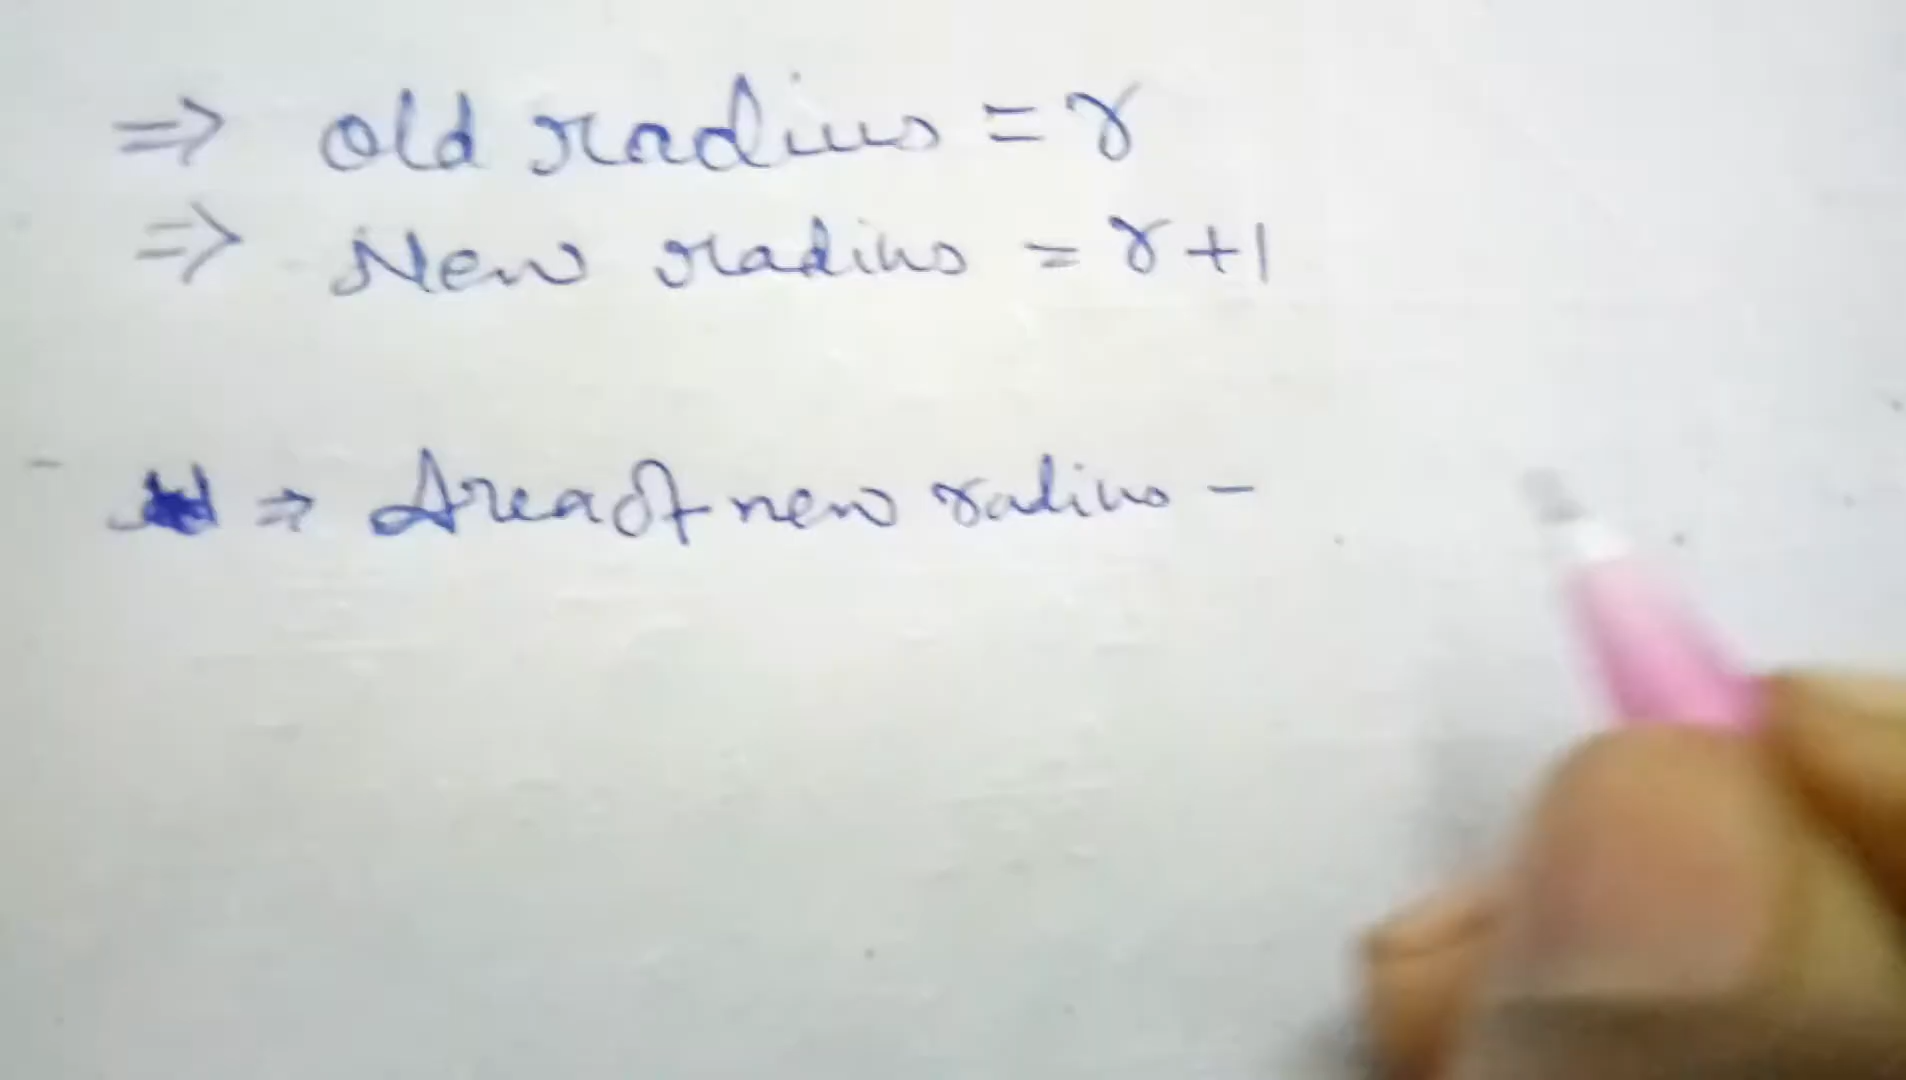 ⇒ old radius = r
⇒ New radius = r + 1
⇒ Area of new radius -